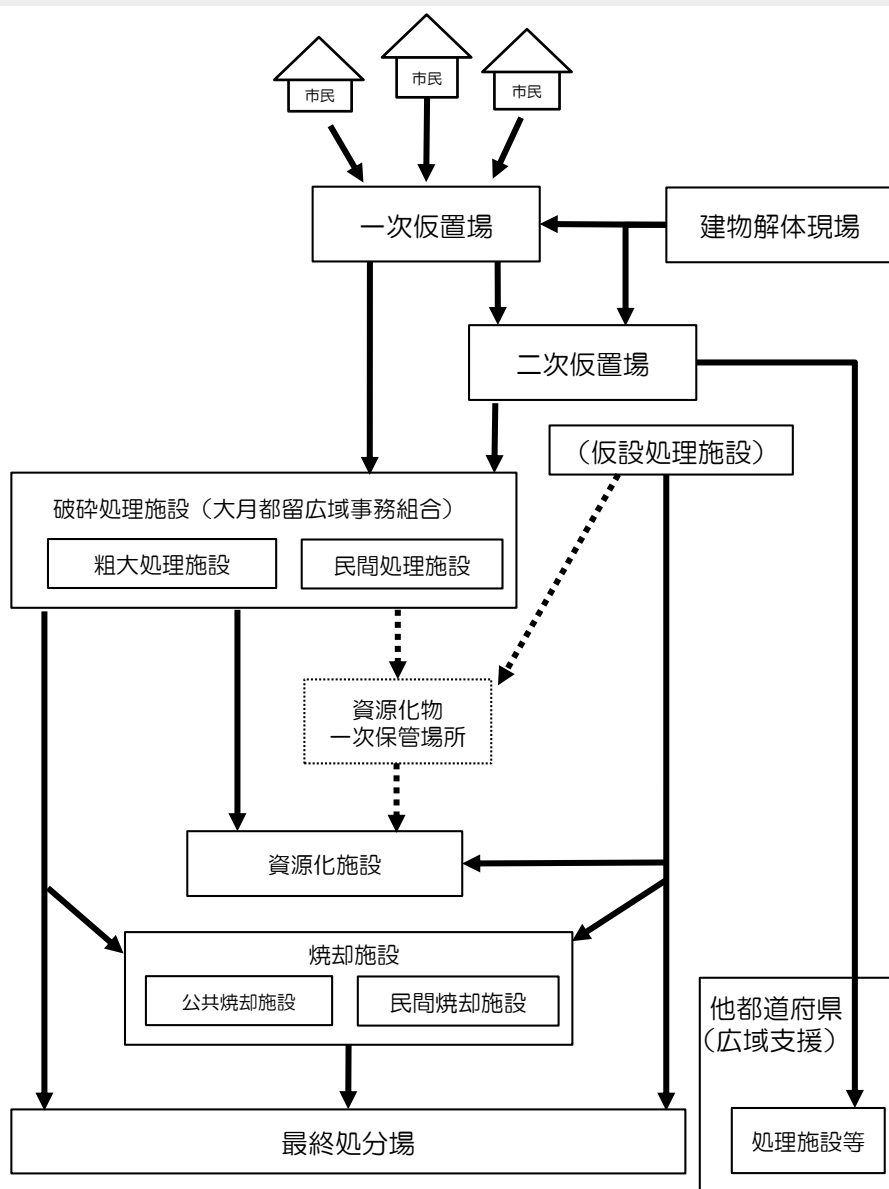 市民
市民
市民
一次仮置場
建物解体現場
二次仮置場
（仮設処理施設）
破砕処理施設（大月都留広域事務組合）
粗大処理施設
民間処理施設
資源化物
一次保管場所
資源化施設
焼却施設
公共焼却施設
民間焼却施設
他都道府県
（広域支援）
最終処分場
処理施設等